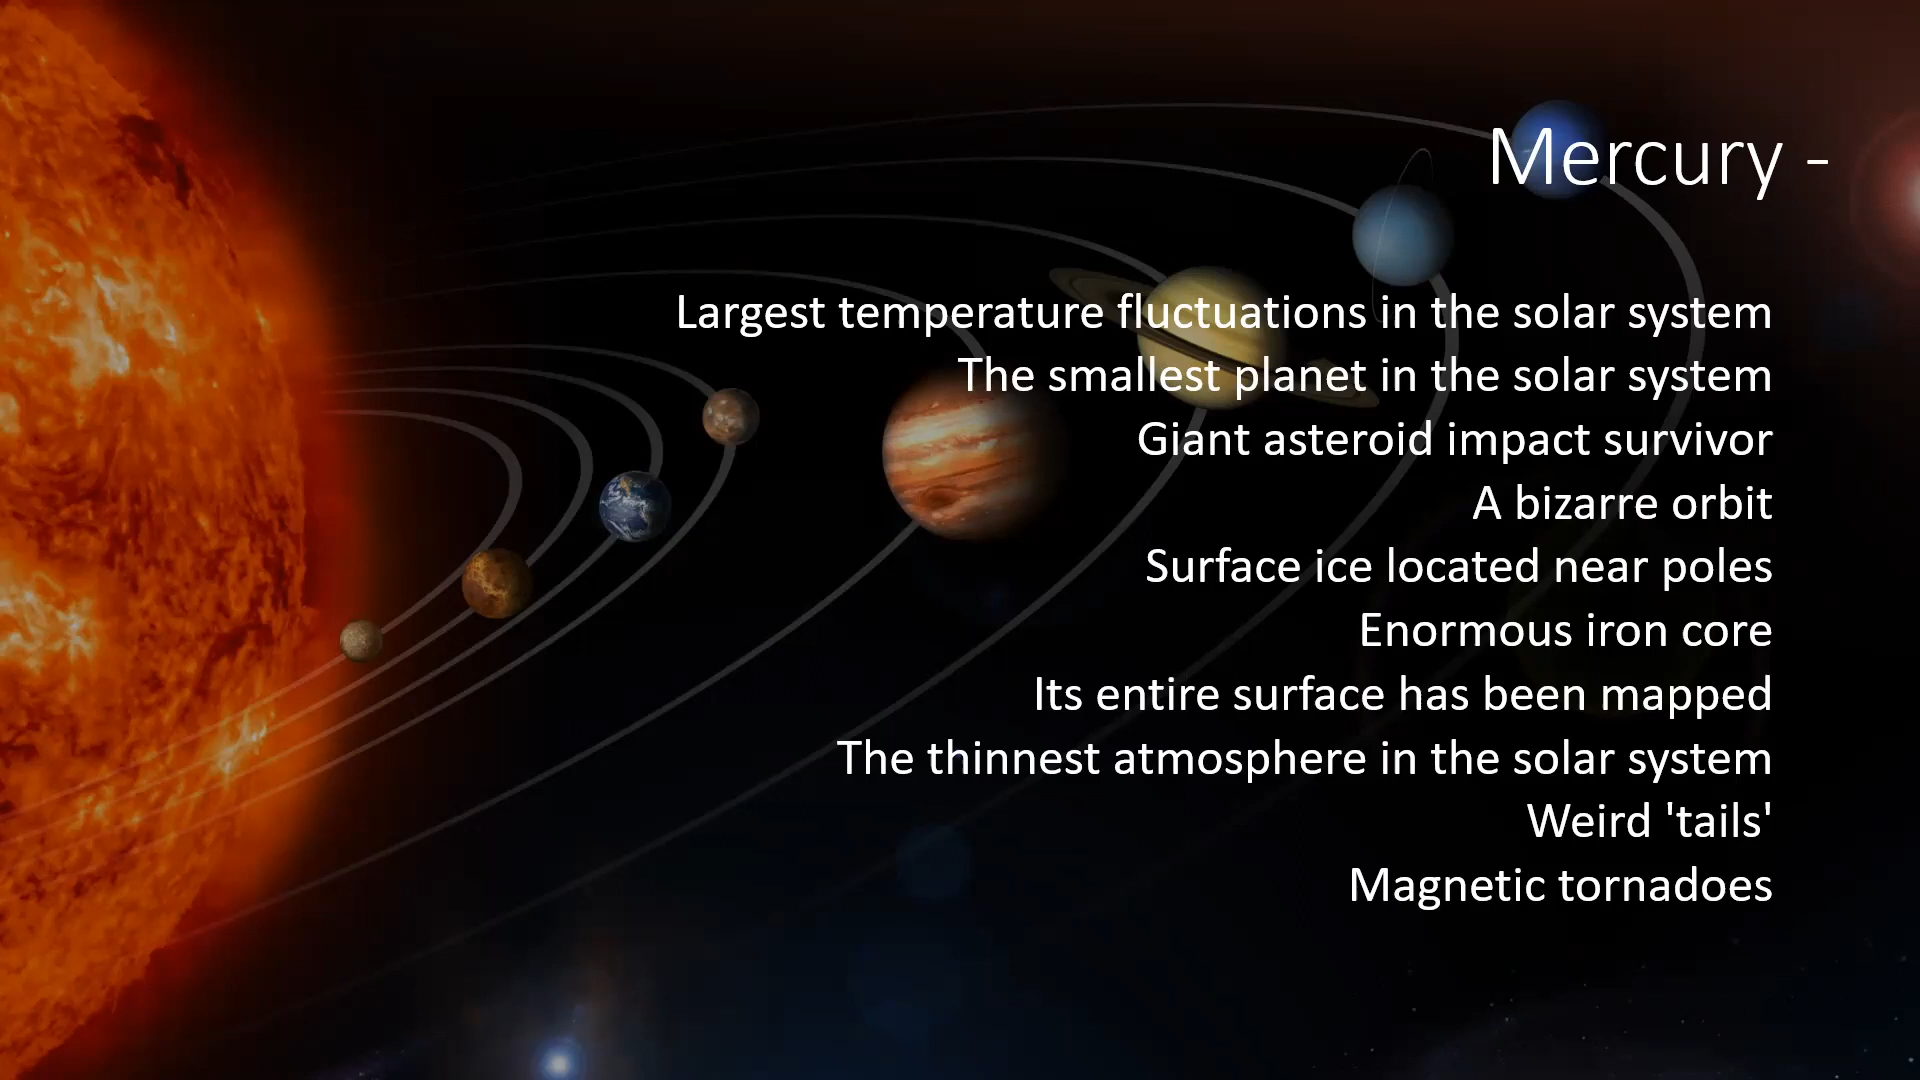 Mercury -
Largest temperature fluctuations in the solar system
The smallest planet in the solar system
Giant asteroid impact survivor
A bizarre orbit
Surface ice located near poles
Enormous iron core
Its entire surface has been mapped
The thinnest atmosphere in the solar system
Weird 'tails'
Magnetic tornadoes